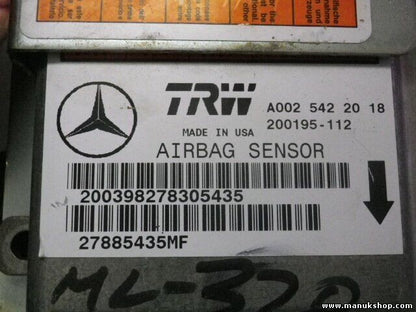 TRW
A002 542 20 18
MADE IN USA
200195-112
AIRBAG SENSOR
200398278305435
27885435MF
ML-320
www.manukshop.com